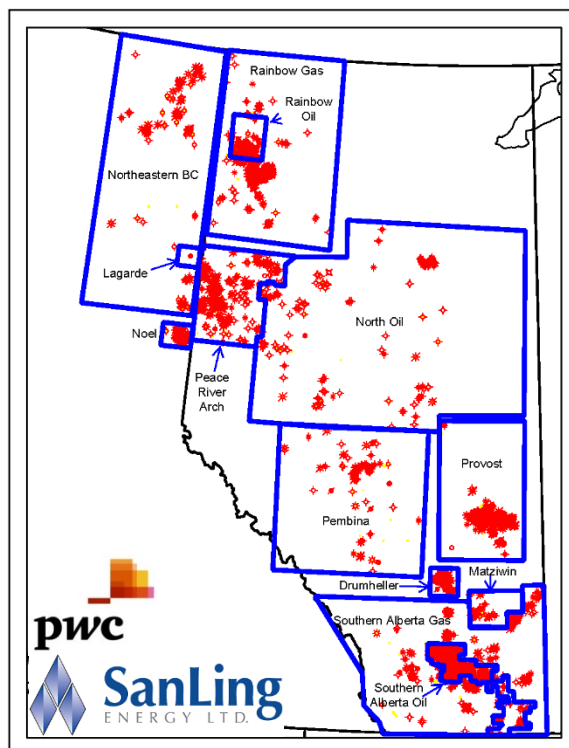 Rainbow Gas
Rainbow
Oil
Northeastern BC
Lagarde
Noel
North Oil
Peace
River
Arch
Provost
Pembina
Drumheller
Matziwin
Southern Alberta Gas
Southern
Alberta Oil
pwc
SanLing
ENERGY LTD.